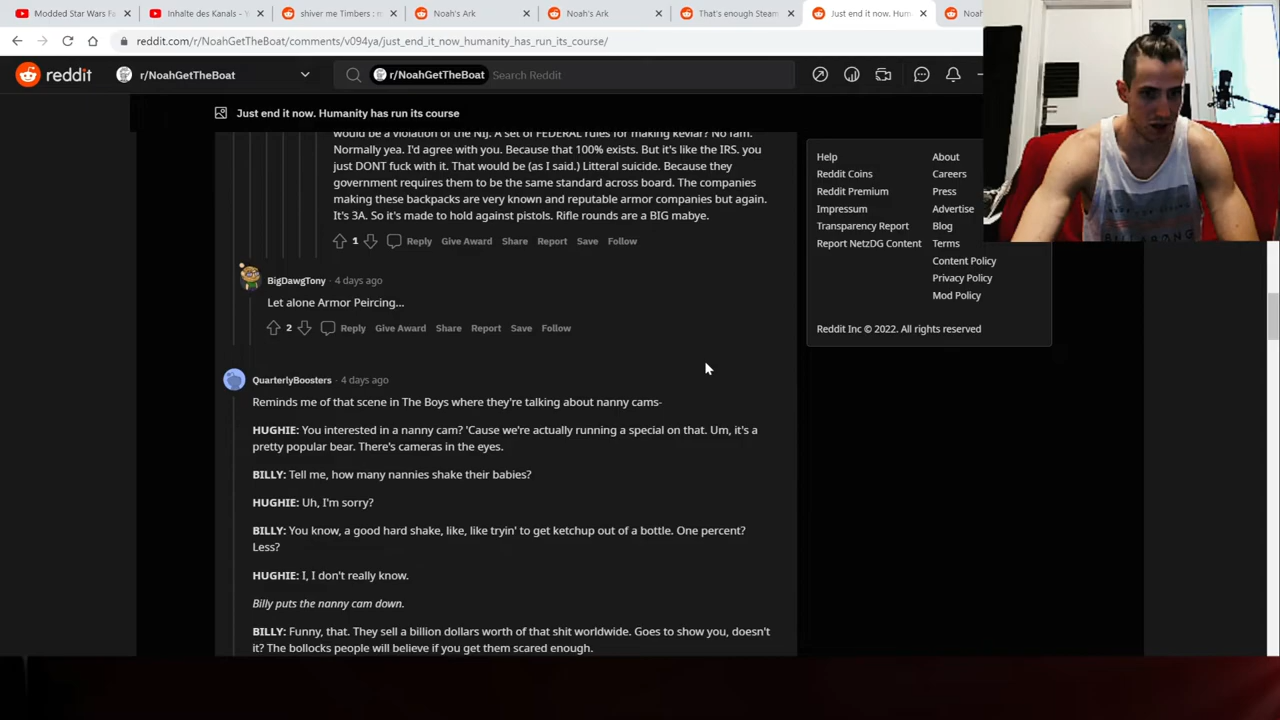 Modded Star Wars Fa
Inhalte des Kanals – Y
shiver me Timbers : m
Noah's Ark
Noah's Ark
That's enough Steam
Just end it now. Hum
Noah
reddit.com/r/NoahGetTheBoat/comments/v094ya/just_end_it_now_humanity_has_run_its_course/
reddit r/NoahGetTheBoat r/NoahGetTheBoat Search Reddit
Just end it now. Humanity has run its course
would be a violation of the NIJ. A set of FEDERAL rules for making kevlar? No fam.
Normally yea. I'd agree with you. Because that 100% exists. But it's like the IRS. you
just DONT fuck with it. That would be (as I said.) Litteral suicide. Because they
government requires them to be the same standard across board. The companies
making these backpacks are very known and reputable armor companies but again.
It's 3A. So it's made to hold against pistols. Rifle rounds are a BIG mabye.
1 Reply Give Award Share Report Save Follow
BigDawgTony · 4 days ago
Let alone Armor Peircing...
2 Reply Give Award Share Report Save Follow
QuarterlyBoosters · 4 days ago
Reminds me of that scene in The Boys where they're talking about nanny cams-
HUGHIE: You interested in a nanny cam? 'Cause we're actually running a special on that. Um, it's a
pretty popular bear. There's cameras in the eyes.
BILLY: Tell me, how many nannies shake their babies?
HUGHIE: Uh, I'm sorry?
BILLY: You know, a good hard shake, like, like tryin' to get ketchup out of a bottle. One percent?
Less?
HUGHIE: I, I don't really know.
Billy puts the nanny cam down.
BILLY: Funny, that. They sell a billion dollars worth of that shit worldwide. Goes to show you, doesn't
it? The bollocks people will believe if you get them scared enough.
Help About
Reddit Coins Careers
Reddit Premium Press
Impressum Advertise
Transparency Report Blog
Report NetzDG Content Terms
Content Policy
Privacy Policy
Mod Policy
Reddit Inc © 2022. All rights reserved
BILLABONG